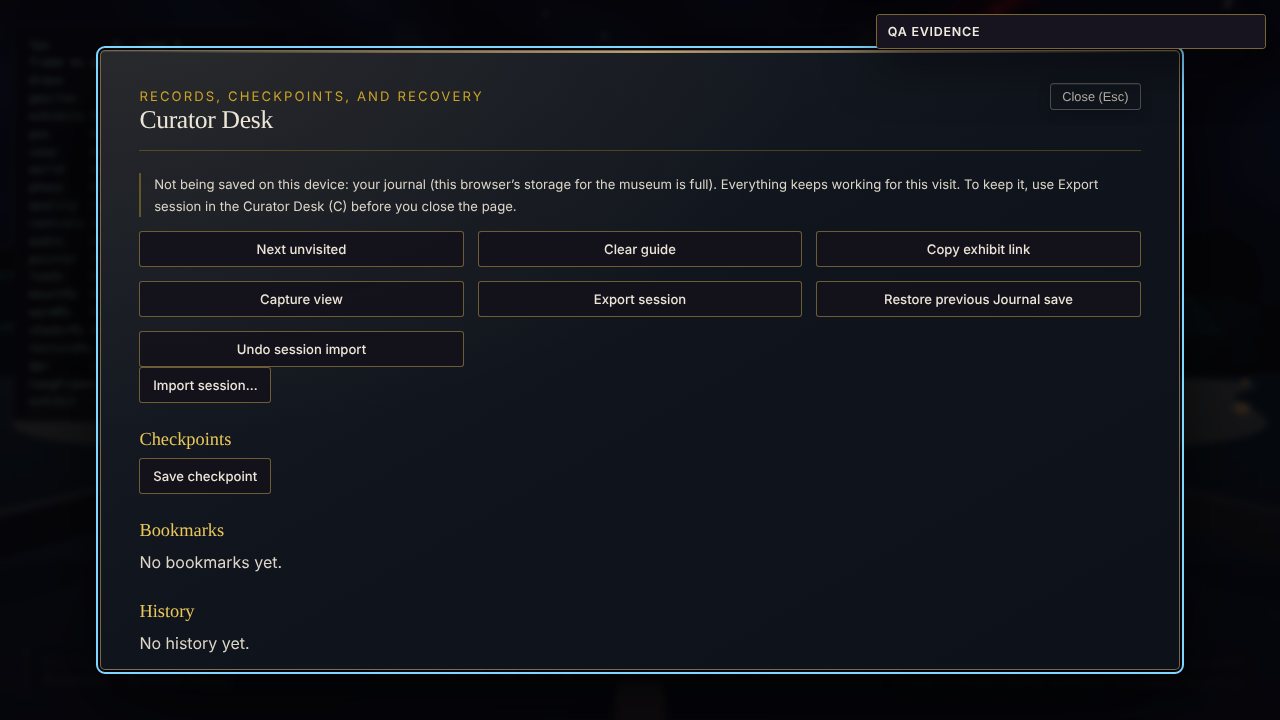 QA EVIDENCE
RECORDS, CHECKPOINTS, AND RECOVERY
Close (Esc)
Curator Desk
Not being saved on this device: your journal (this browser’s storage for the museum is full). Everything keeps working for this visit. To keep it, use Export
session in the Curator Desk (C) before you close the page.
Next unvisited
Clear guide
Copy exhibit link
Capture view
Export session
Restore previous Journal save
Undo session import
Import session…
Checkpoints
Save checkpoint
Bookmarks
No bookmarks yet.
History
No history yet.